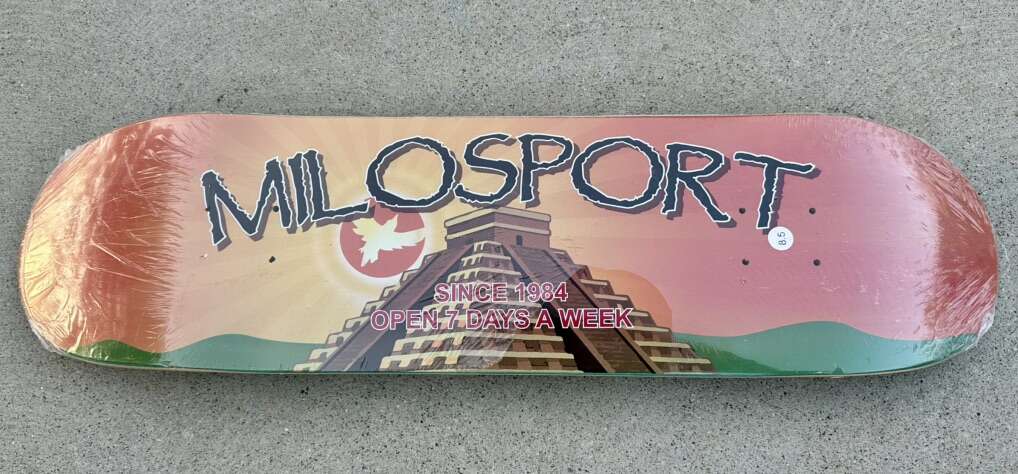 MILOSPORT
8.5
SINCE 1984
OPEN 7 DAYS A WEEK